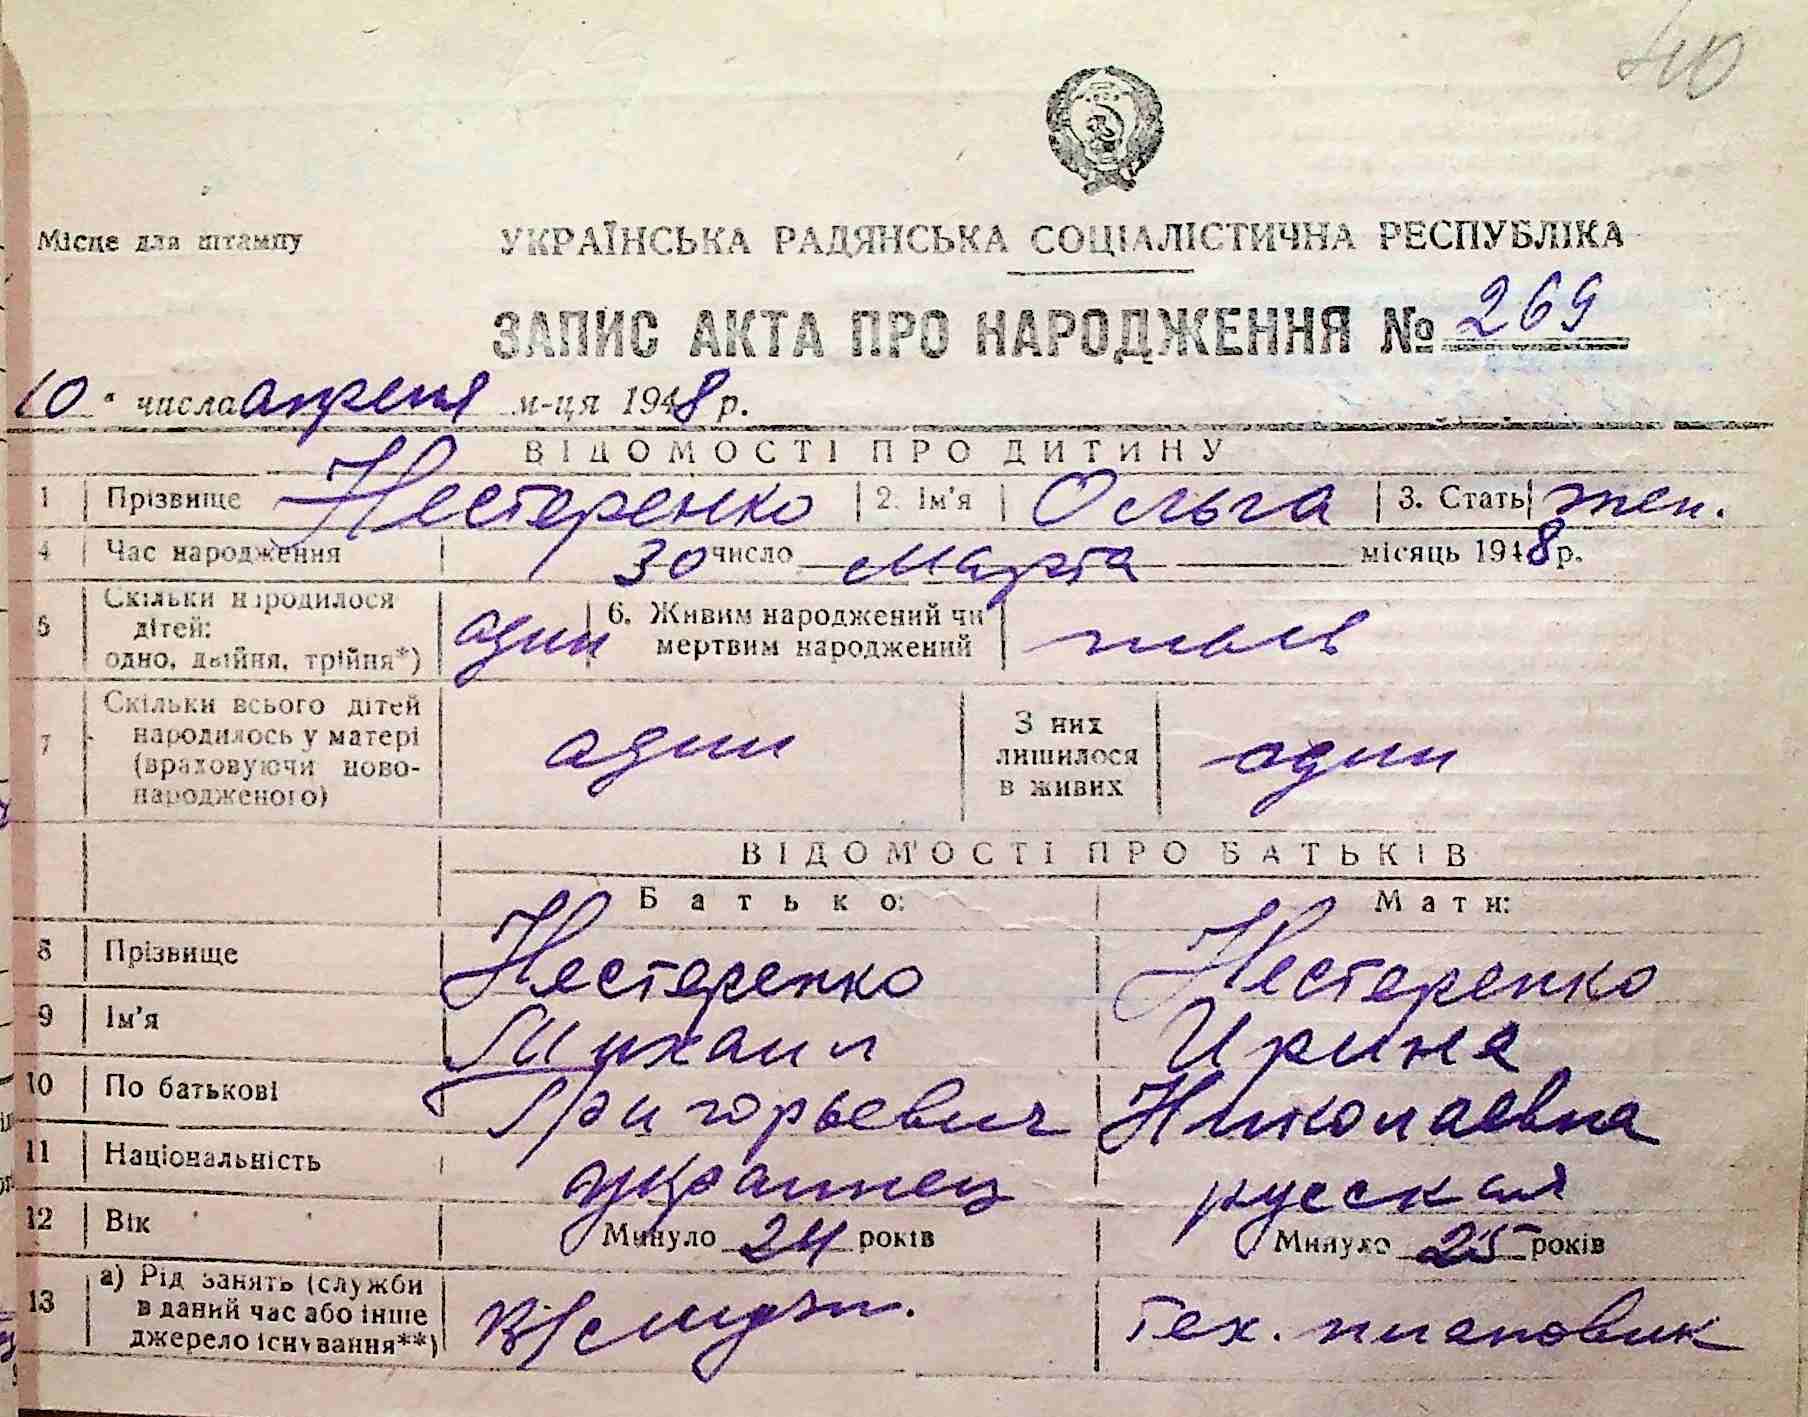 40
Місце для штампу
УКРАЇНСЬКА РАДЯНСЬКА СОЦІАЛІСТИЧНА РЕСПУБЛІКА
ЗАПИС АКТА ПРО НАРОДЖЕННЯ № 269
10 " числа апреля м-ця 1948 р.
ВІДОМОСТІ ПРО ДИТИНУ
1 Прізвище Нестеренко 2. Ім'я Ольга 3. Стать жен.
4 Час народження 30 число марта місяць 1948 р.
5 Скільки народилося дітей: одно, двійня, трійня*) один 6. Живим народжений чи мертвим народжений
7 Скільки всього дітей народилось у матері (враховуючи новонародженого) один З них лишилося в живих один
ВІДОМОСТІ ПРО БАТЬКІВ
Батько: Мати:
8 Прізвище Нестеренко Нестеренко
9 Ім'я Михаил Ирина
10 По батькові Григорьевич Николаевна
11 Національність украинец русская
12 Вік Минуло 24 років Минуло 25 років
13 а) Рід занять (служби в даний час або інше джерело існування**) В/служ. Тех. плановик